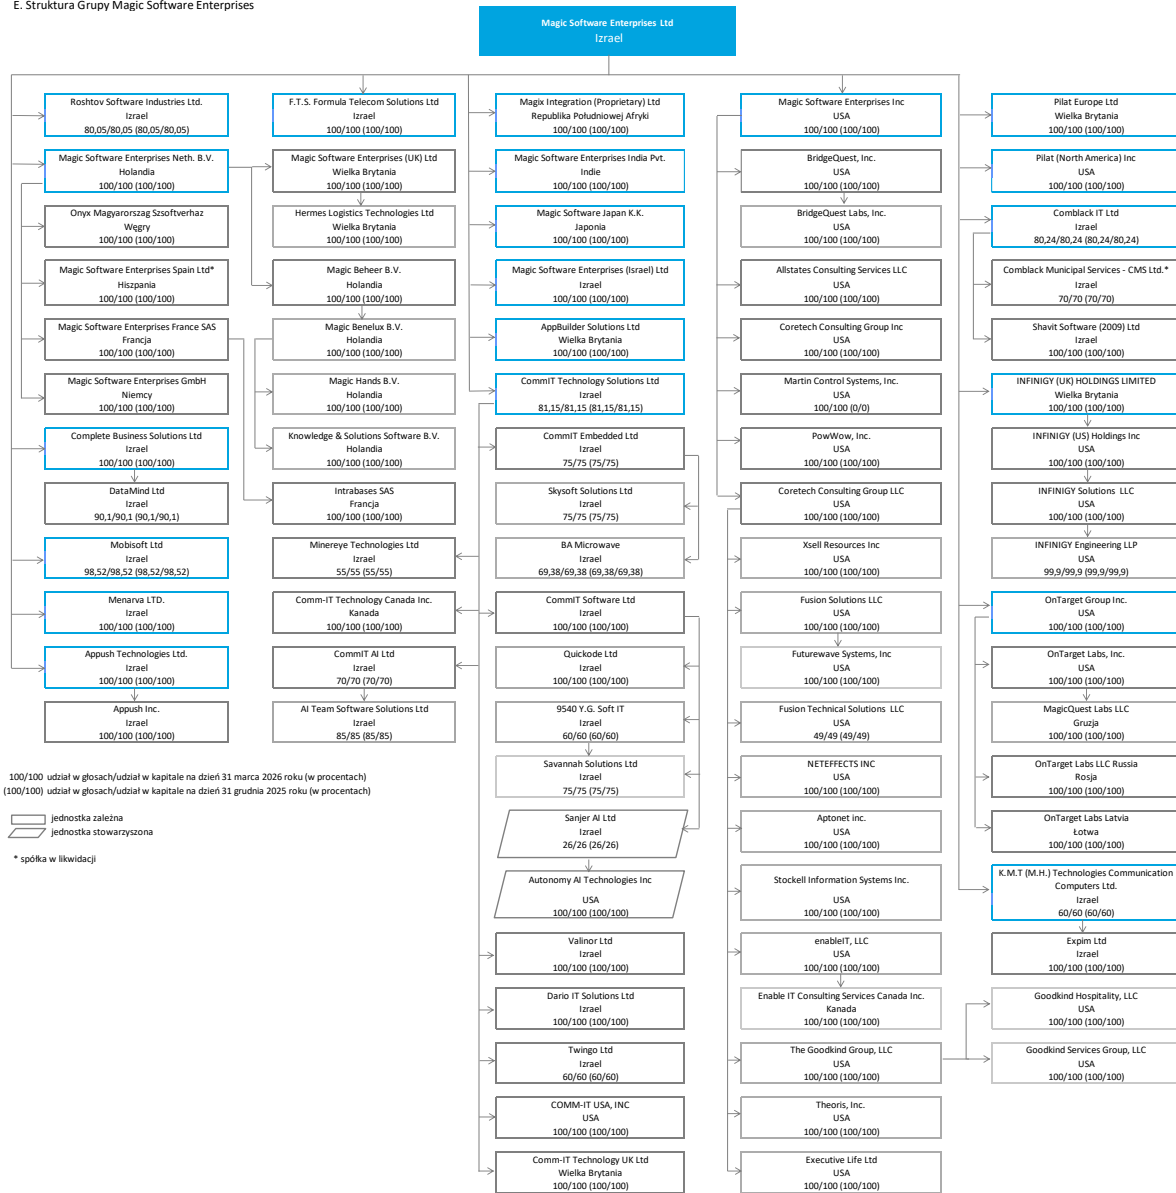 E. Struktura Grupy Magic Software Enterprises
Magic Software Enterprises Ltd
Izrael
Roshtov Software Industries Ltd.
Izrael
80,05/80,05 (80,05/80,05)
Magic Software Enterprises Neth. B.V.
Holandia
100/100 (100/100)
Onyx Magyarorszag Szsoftverhaz
Węgry
100/100 (100/100)
Magic Software Enterprises Spain Ltd*
Hiszpania
100/100 (100/100)
Magic Software Enterprises France SAS
Francja
100/100 (100/100)
Magic Software Enterprises GmbH
Niemcy
100/100 (100/100)
Complete Business Solutions Ltd
Izrael
100/100 (100/100)
DataMind Ltd
Izrael
90,1/90,1 (90,1/90,1)
Mobisoft Ltd
Izrael
98,52/98,52 (98,52/98,52)
Menarva LTD.
Izrael
100/100 (100/100)
Appush Technologies Ltd.
Izrael
100/100 (100/100)
Appush Inc.
Izrael
100/100 (100/100)
F.T.S. Formula Telecom Solutions Ltd
Izrael
100/100 (100/100)
Magic Software Enterprises (UK) Ltd
Wielka Brytania
100/100 (100/100)
Hermes Logistics Technologies Ltd
Wielka Brytania
100/100 (100/100)
Magic Beheer B.V.
Holandia
100/100 (100/100)
Magic Benelux B.V.
Holandia
100/100 (100/100)
Magic Hands B.V.
Holandia
100/100 (100/100)
Knowledge & Solutions Software B.V.
Holandia
100/100 (100/100)
Intrabases SAS
Francja
100/100 (100/100)
Minereye Technologies Ltd
Izrael
55/55 (55/55)
Comm-IT Technology Canada Inc.
Kanada
100/100 (100/100)
CommIT AI Ltd
Izrael
70/70 (70/70)
AI Team Software Solutions Ltd
Izrael
85/85 (85/85)
Magix Integration (Proprietary) Ltd
Republika Południowej Afryki
100/100 (100/100)
Magic Software Enterprises India Pvt.
Indie
100/100 (100/100)
Magic Software Japan K.K.
Japonia
100/100 (100/100)
Magic Software Enterprises (Israel) Ltd
Izrael
100/100 (100/100)
AppBuilder Solutions Ltd
Wielka Brytania
100/100 (100/100)
CommIT Technology Solutions Ltd
Izrael
81,15/81,15 (81,15/81,15)
CommIT Embedded Ltd
Izrael
75/75 (75/75)
Skysoft Solutions Ltd
Izrael
75/75 (75/75)
BA Microwave
Izrael
69,38/69,38 (69,38/69,38)
CommIT Software Ltd
Izrael
100/100 (100/100)
Quickode Ltd
Izrael
100/100 (100/100)
9540 Y.G. Soft IT
Izrael
60/60 (60/60)
Savannah Solutions Ltd
Izrael
75/75 (75/75)
Sanjer AI Ltd
Izrael
26/26 (26/26)
Autonomy AI Technologies Inc
USA
100/100 (100/100)
Valinor Ltd
Izrael
100/100 (100/100)
Dario IT Solutions Ltd
Izrael
100/100 (100/100)
Twingo Ltd
Izrael
60/60 (60/60)
COMM-IT USA, INC
USA
100/100 (100/100)
Comm-IT Technology UK Ltd
Wielka Brytania
100/100 (100/100)
Magic Software Enterprises Inc
USA
100/100 (100/100)
BridgeQuest, Inc.
USA
100/100 (100/100)
BridgeQuest Labs, Inc.
USA
100/100 (100/100)
Allstates Consulting Services LLC
USA
100/100 (100/100)
Coretech Consulting Group Inc
USA
100/100 (100/100)
Martin Control Systems, Inc.
USA
100/100 (0/0)
PowWow, Inc.
USA
100/100 (100/100)
Coretech Consulting Group LLC
USA
100/100 (100/100)
Xsell Resources Inc
USA
100/100 (100/100)
Fusion Solutions LLC
USA
100/100 (100/100)
Futurewave Systems, Inc
USA
100/100 (100/100)
Fusion Technical Solutions LLC
USA
49/49 (49/49)
NETEFFECTS INC
USA
100/100 (100/100)
Aptonet inc.
USA
100/100 (100/100)
Stockell Information Systems Inc.
USA
100/100 (100/100)
enableIT, LLC
USA
100/100 (100/100)
Enable IT Consulting Services Canada Inc.
Kanada
100/100 (100/100)
The Goodkind Group, LLC
USA
100/100 (100/100)
Theoris, Inc.
USA
100/100 (100/100)
Executive Life Ltd
USA
100/100 (100/100)
Pilat Europe Ltd
Wielka Brytania
100/100 (100/100)
Pilat (North America) Inc
USA
100/100 (100/100)
Comblack IT Ltd
Izrael
80,24/80,24 (80,24/80,24)
Comblack Municipal Services - CMS Ltd.*
Izrael
70/70 (70/70)
Shavit Software (2009) Ltd
Izrael
100/100 (100/100)
INFINIGY (UK) HOLDINGS LIMITED
Wielka Brytania
100/100 (100/100)
INFINIGY (US) Holdings Inc
USA
100/100 (100/100)
INFINIGY Solutions LLC
USA
100/100 (100/100)
INFINIGY Engineering LLP
USA
99,9/99,9 (99,9/99,9)
OnTarget Group Inc.
USA
100/100 (100/100)
OnTarget Labs, Inc.
USA
100/100 (100/100)
MagicQuest Labs LLC
Gruzja
100/100 (100/100)
OnTarget Labs LLC Russia
Rosja
100/100 (100/100)
OnTarget Labs Latvia
Łotwa
100/100 (100/100)
K.M.T (M.H.) Technologies Communication
Computers Ltd.
Izrael
60/60 (60/60)
Expim Ltd
Izrael
100/100 (100/100)
Goodkind Hospitality, LLC
USA
100/100 (100/100)
Goodkind Services Group, LLC
USA
100/100 (100/100)
100/100 udział w głosach/udział w kapitale na dzień 31 marca 2026 roku (w procentach)
(100/100) udział w głosach/udział w kapitale na dzień 31 grudnia 2025 roku (w procentach)
jednostka zależna
jednostka stowarzyszona
* spółka w likwidacji